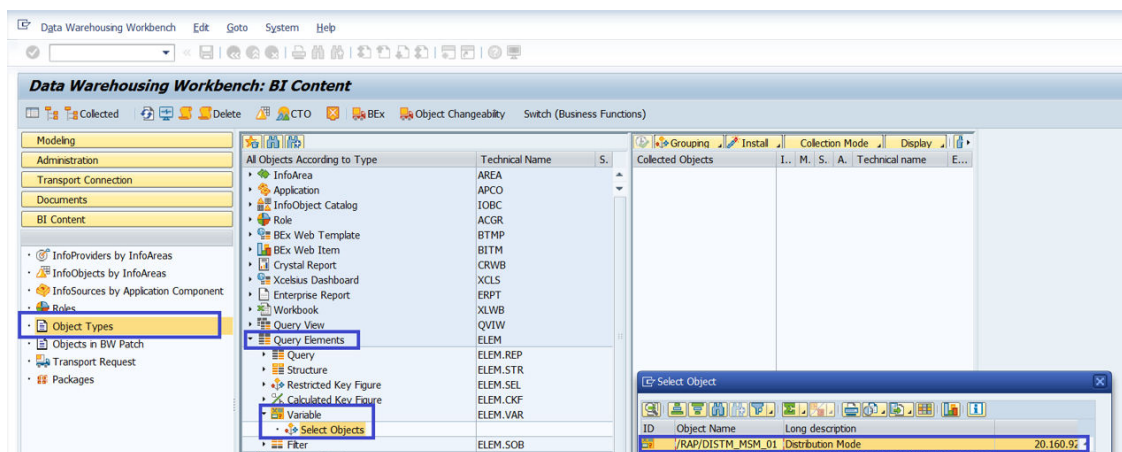 Data Warehousing Workbench Edit Goto System Help
Data Warehousing Workbench: BI Content
Collected Delete CTO BEx Object Changeability Switch (Business Functions)
Modeling
Administration
Transport Connection
Documents
BI Content
InfoProviders by InfoAreas
InfoObjects by InfoAreas
InfoSources by Application Component
Roles
Object Types
Objects in BW Patch
Transport Request
Packages
All Objects According to Type Technical Name S.
InfoArea AREA
Application APCO
InfoObject Catalog IOBC
Role ACGR
BEx Web Template BTMP
BEx Web Item BITM
Crystal Report CRWB
Xcelsius Dashboard XCLS
Enterprise Report ERPT
Workbook XLWB
Query View QVIW
Query Elements ELEM
Query ELEM.REP
Structure ELEM.STR
Restricted Key Figure ELEM.SEL
Calculated Key Figure ELEM.CKF
Variable ELEM.VAR
Select Objects
Filter ELEM.SOB
Grouping Install Collection Mode Display
Collected Objects I.. M. S. A. Technical name E...
Select Object
ID Object Name Long description
/RAP/DISTM_MSM_01 Distribution Mode 20.160.92